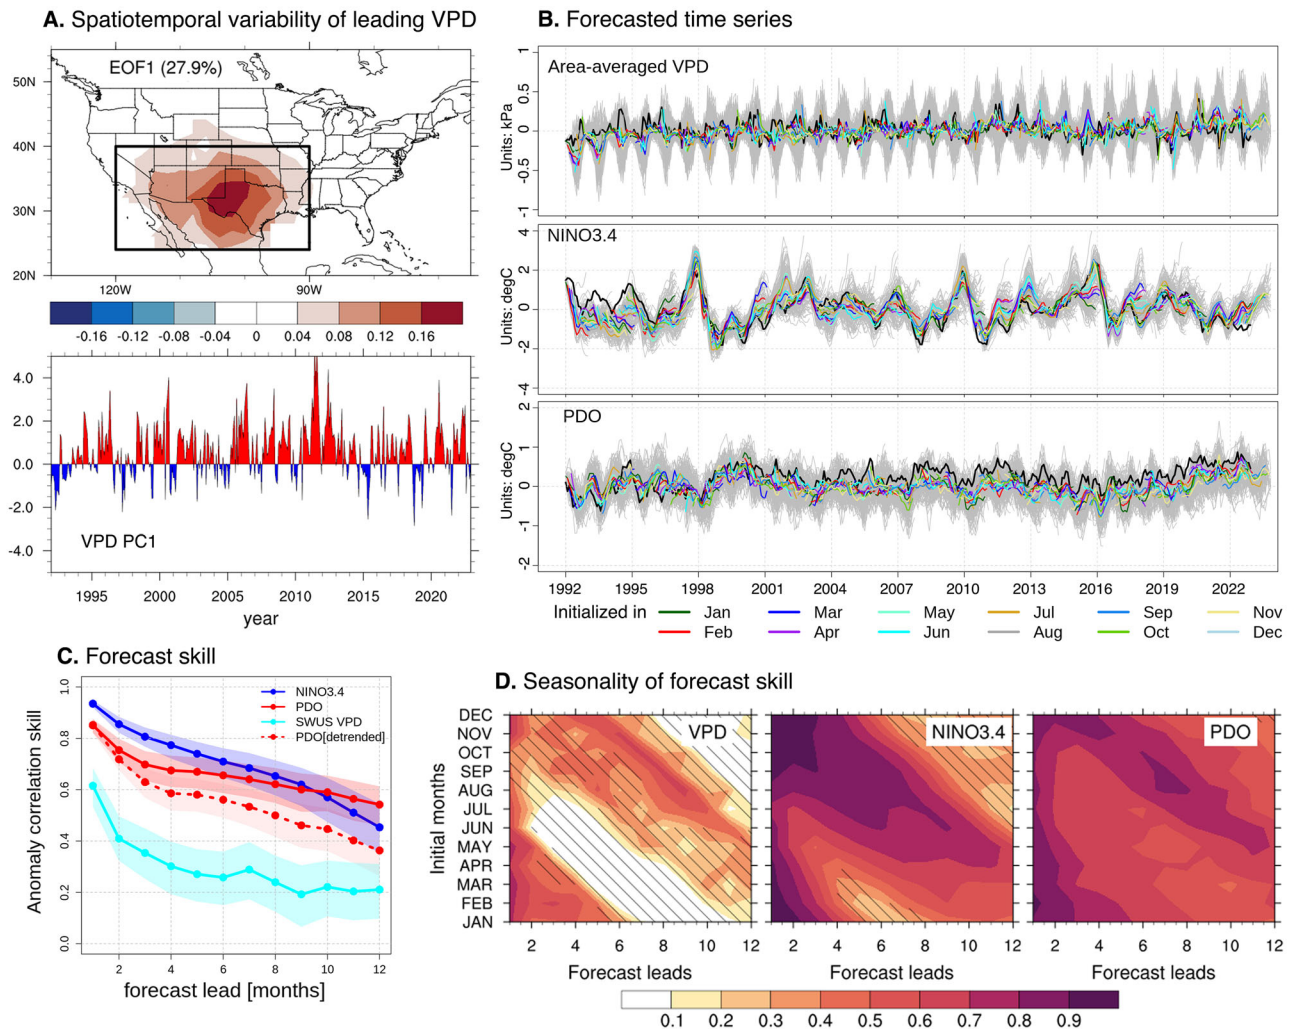 A. Spatiotemporal variability of leading VPD
EOF1 (27.9%)
50N
40N
30N
20N
120W 90W
-0.16 -0.12 -0.08 -0.04 0 0.04 0.08 0.12 0.16
4.0
2.0
0.0
-2.0
-4.0
VPD PC1
1995 2000 2005 2010 2015 2020
year
B. Forecasted time series
Area-averaged VPD
Units: kPa
1
0.5
0
-0.5
-1
NINO3.4
Units: degC
4
2
0
-2
-4
PDO
Units: degC
2
1
0
-1
-2
1992 1995 1998 2001 2004 2007 2010 2013 2016 2019 2022
Initialized in Jan Mar May Jul Sep Nov
Feb Apr Jun Aug Oct Dec
C. Forecast skill
Anomaly correlation skill
1.0
0.8
0.6
0.4
0.2
0.0
NINO3.4
PDO
SWUS VPD
PDO[detrended]
2 4 6 8 10 12
forecast lead [months]
D. Seasonality of forecast skill
Initial months
DEC
NOV
OCT
SEP
AUG
JUL
JUN
MAY
APR
MAR
FEB
JAN
VPD
NINO3.4
PDO
2 4 6 8 10 12
2 4 6 8 10 12
2 4 6 8 10 12
Forecast leads Forecast leads Forecast leads
0.1 0.2 0.3 0.4 0.5 0.6 0.7 0.8 0.9